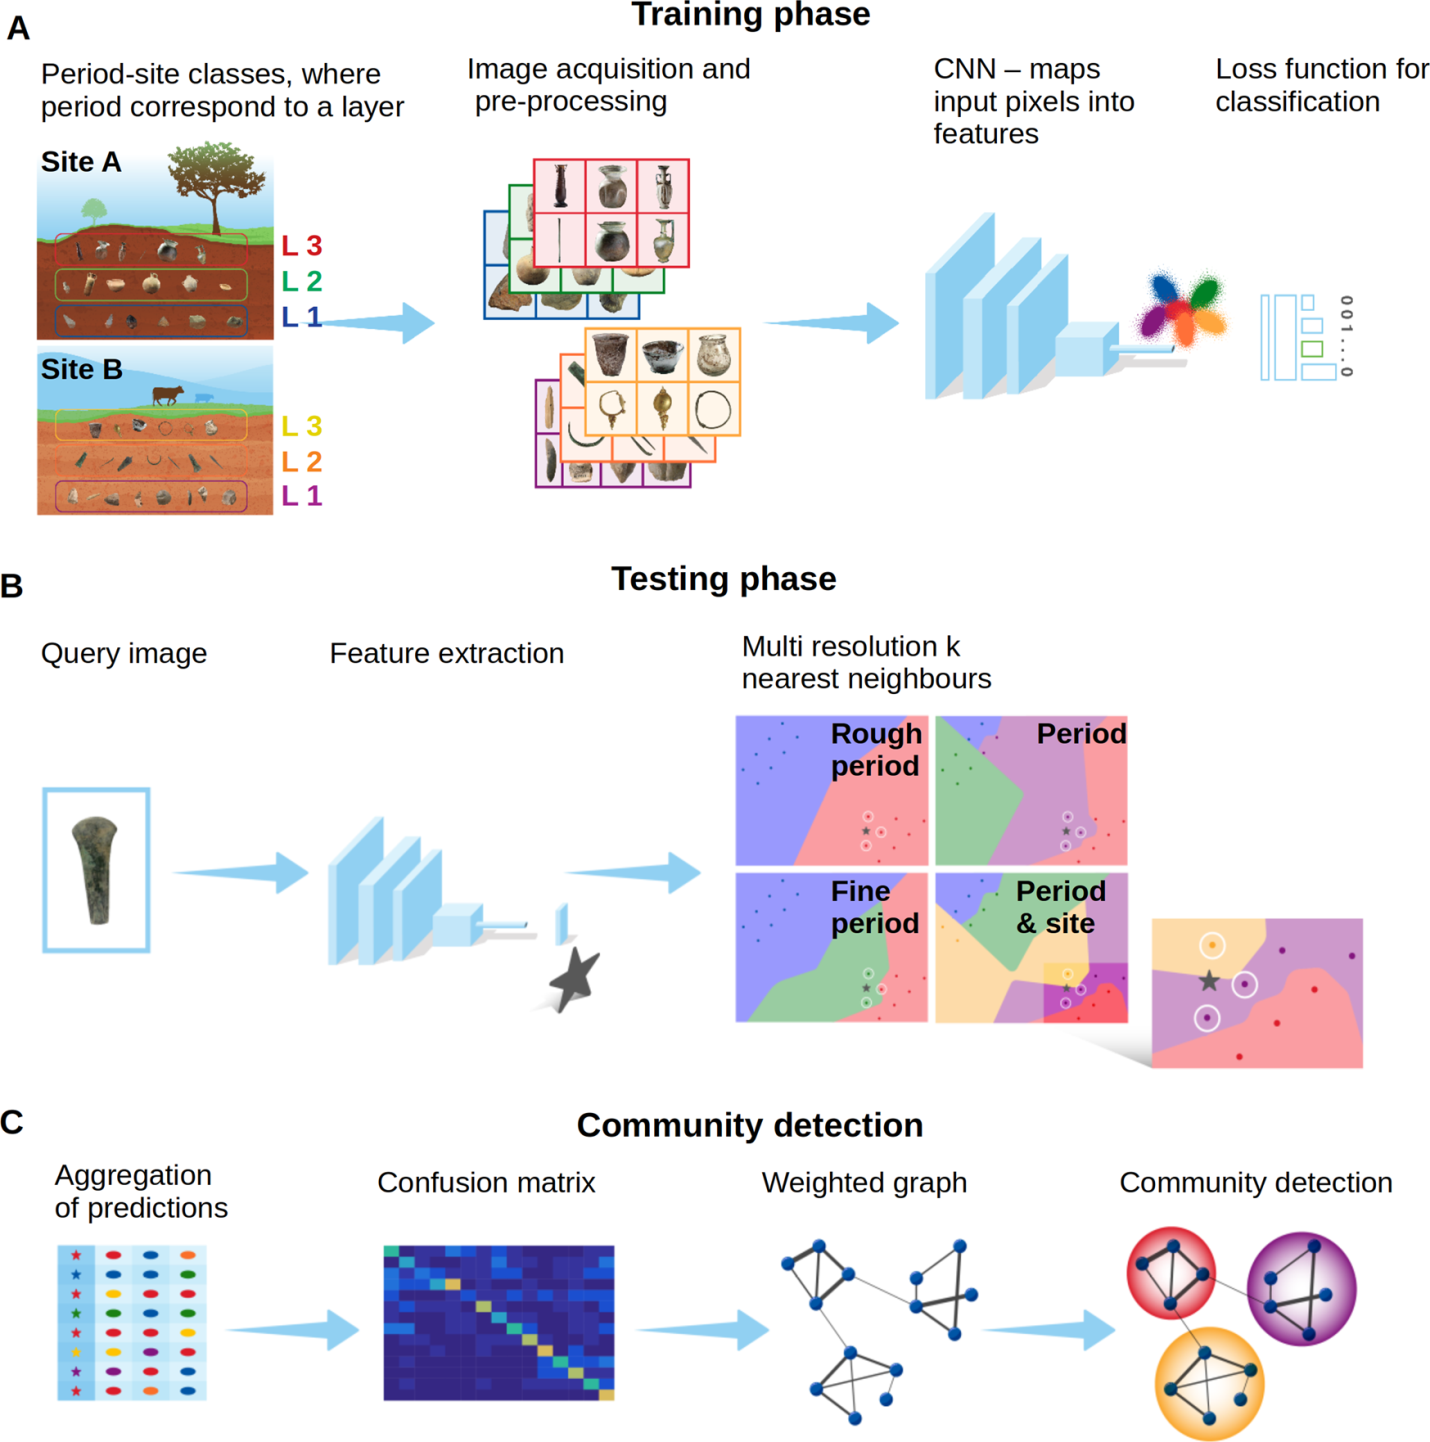 A
Training phase
Period-site classes, where
period correspond to a layer
Image acquisition and
pre-processing
CNN – maps
input pixels into
features
Loss function for
classification
Site A
L 3
L 2
L 1
Site B
L 3
L 2
L 1
0 0 1 . . . 0
B
Testing phase
Query image
Feature extraction
Multi resolution k
nearest neighbours
Rough
period
Period
Fine
period
Period
& site
C
Community detection
Aggregation
of predictions
Confusion matrix
Weighted graph
Community detection